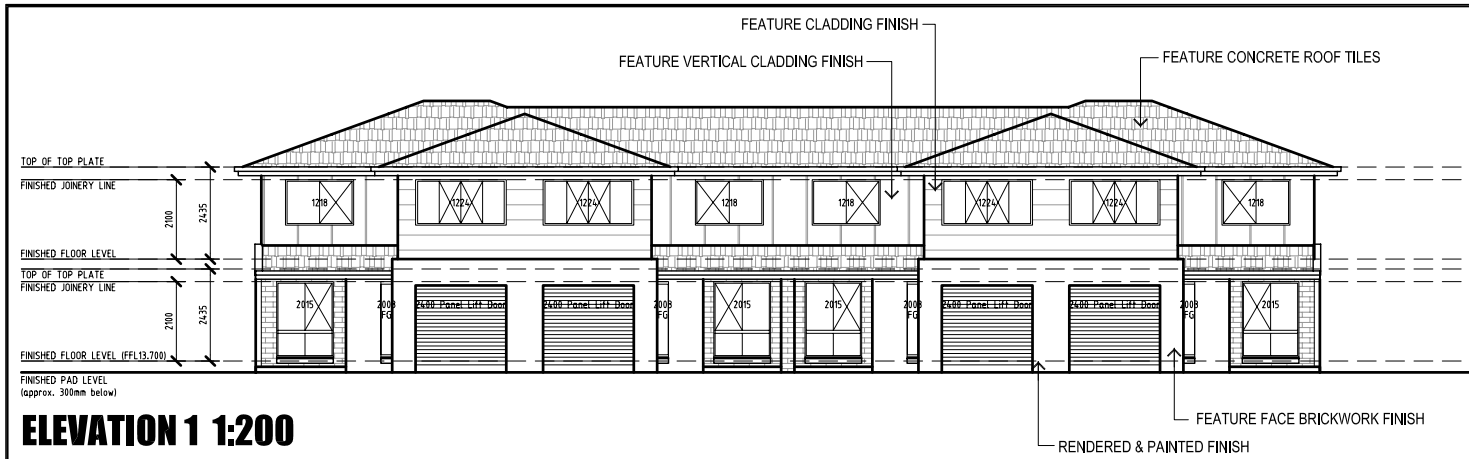 FEATURE CLADDING FINISH
FEATURE VERTICAL CLADDING FINISH
FEATURE CONCRETE ROOF TILES
TOP OF TOP PLATE
FINISHED JOINERY LINE
2100
2435
1218
1224
1224
1218
1218
1224
1224
1218
FINISHED FLOOR LEVEL
TOP OF TOP PLATE
FINISHED JOINERY LINE
2100
2435
2015
2008
FG
2400 Panel Lift Door
2400 Panel Lift Door
2008
FG
2015
2015
2008
FG
2400 Panel Lift Door
2400 Panel Lift Door
2008
FG
2015
FINISHED FLOOR LEVEL (FFL13.700)
FINISHED PAD LEVEL
(approx. 300mm below)
ELEVATION 1 1:200
FEATURE FACE BRICKWORK FINISH
RENDERED & PAINTED FINISH